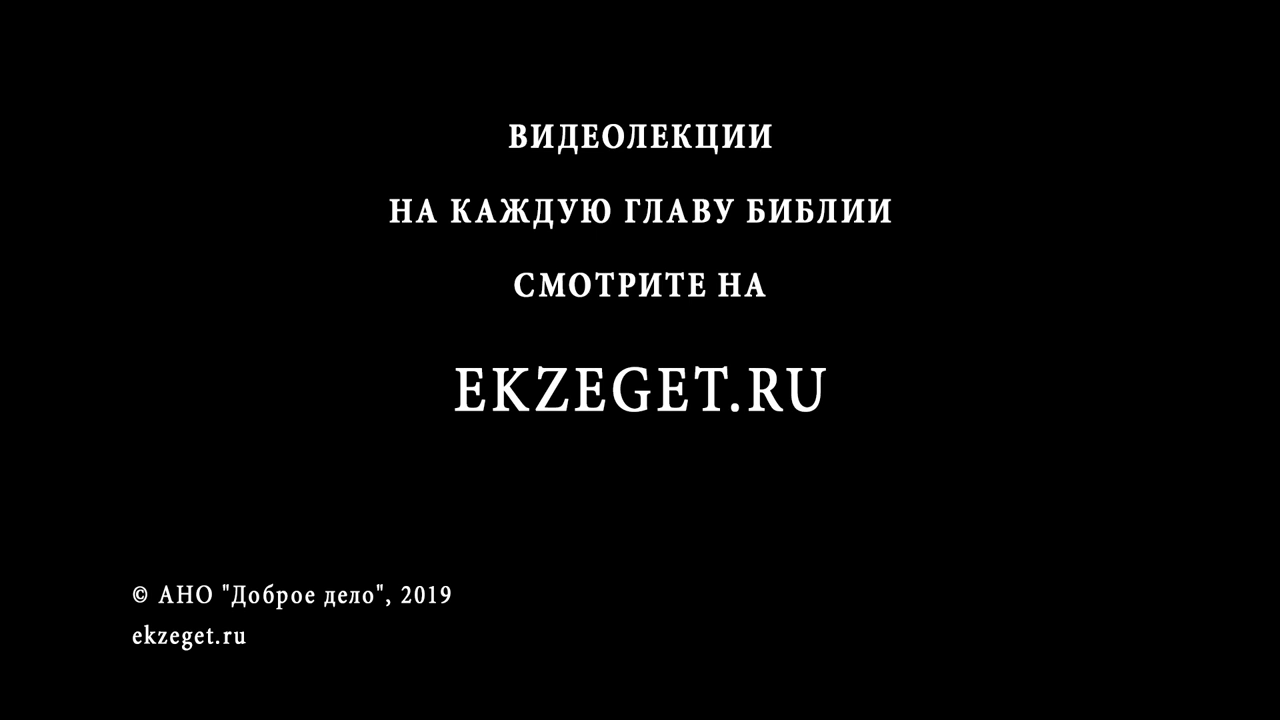 ВИДЕОЛЕКЦИИ
НА КАЖДУЮ ГЛАВУ БИБЛИИ
СМОТРИТЕ НА
EKZEGET.RU
© АНО "Доброе дело", 2019
ekzeget.ru